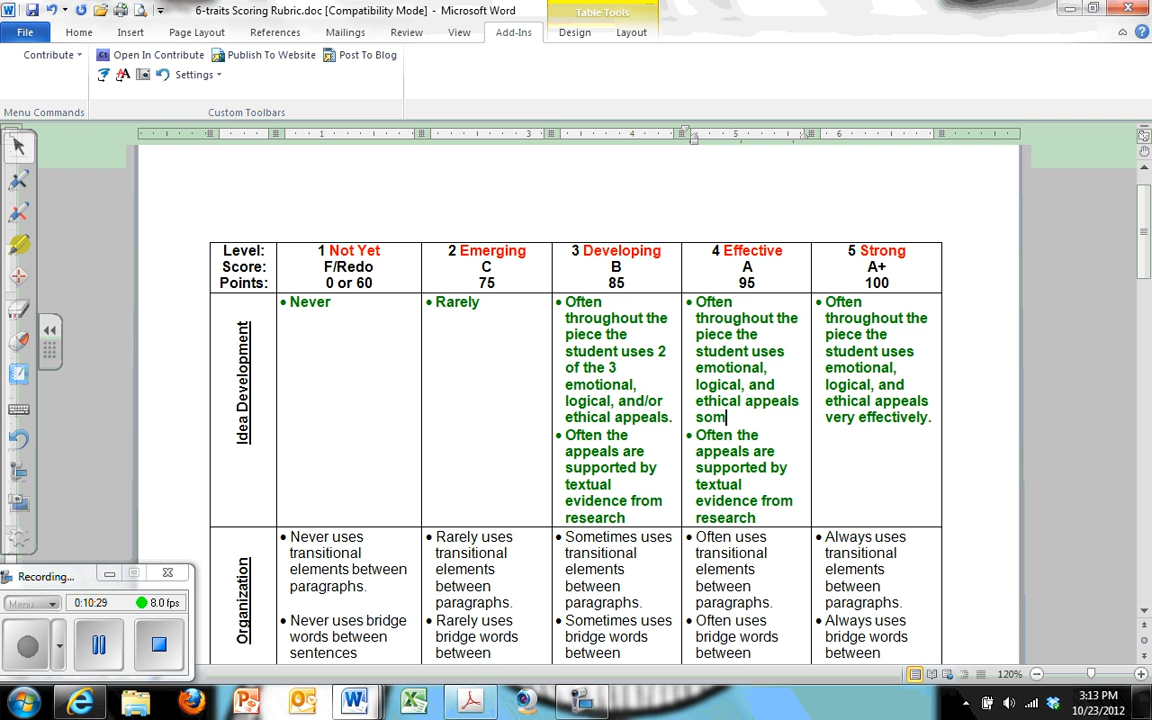 6-traits Scoring Rubric.doc [Compatibility Mode] - Microsoft Word
Table Tools
File Home Insert Page Layout References Mailings Review View Add-Ins Design Layout
Contribute Open In Contribute Publish To Website Post To Blog
Settings
Menu Commands Custom Toolbars
1 3 4 5 6
Level:
Score:
Points:
1 Not Yet
F/Redo
0 or 60
2 Emerging
C
75
3 Developing
B
85
4 Effective
A
95
5 Strong
A+
100
Idea Development
• Never
• Rarely
• Often
throughout the
piece the
student uses 2
of the 3
emotional,
logical, and/or
ethical appeals.
• Often the
appeals are
supported by
textual
evidence from
research
• Often
throughout the
piece the
student uses
emotional,
logical, and
ethical appeals
som
• Often the
appeals are
supported by
textual
evidence from
research
• Often
throughout the
piece the
student uses
emotional,
logical, and
ethical appeals
very effectively.
Organization
• Never uses
transitional
elements between
paragraphs.
• Never uses bridge
words between
sentences
• Rarely uses
transitional
elements
between
paragraphs.
• Rarely uses
bridge words
between
• Sometimes uses
transitional
elements
between
paragraphs.
• Sometimes uses
bridge words
between
• Often uses
transitional
elements
between
paragraphs.
• Often uses
bridge words
between
• Always uses
transitional
elements
between
paragraphs.
• Always uses
bridge words
between
Recording...
Menu 0:10:29 8.0 fps
120%
3:13 PM
10/23/2012